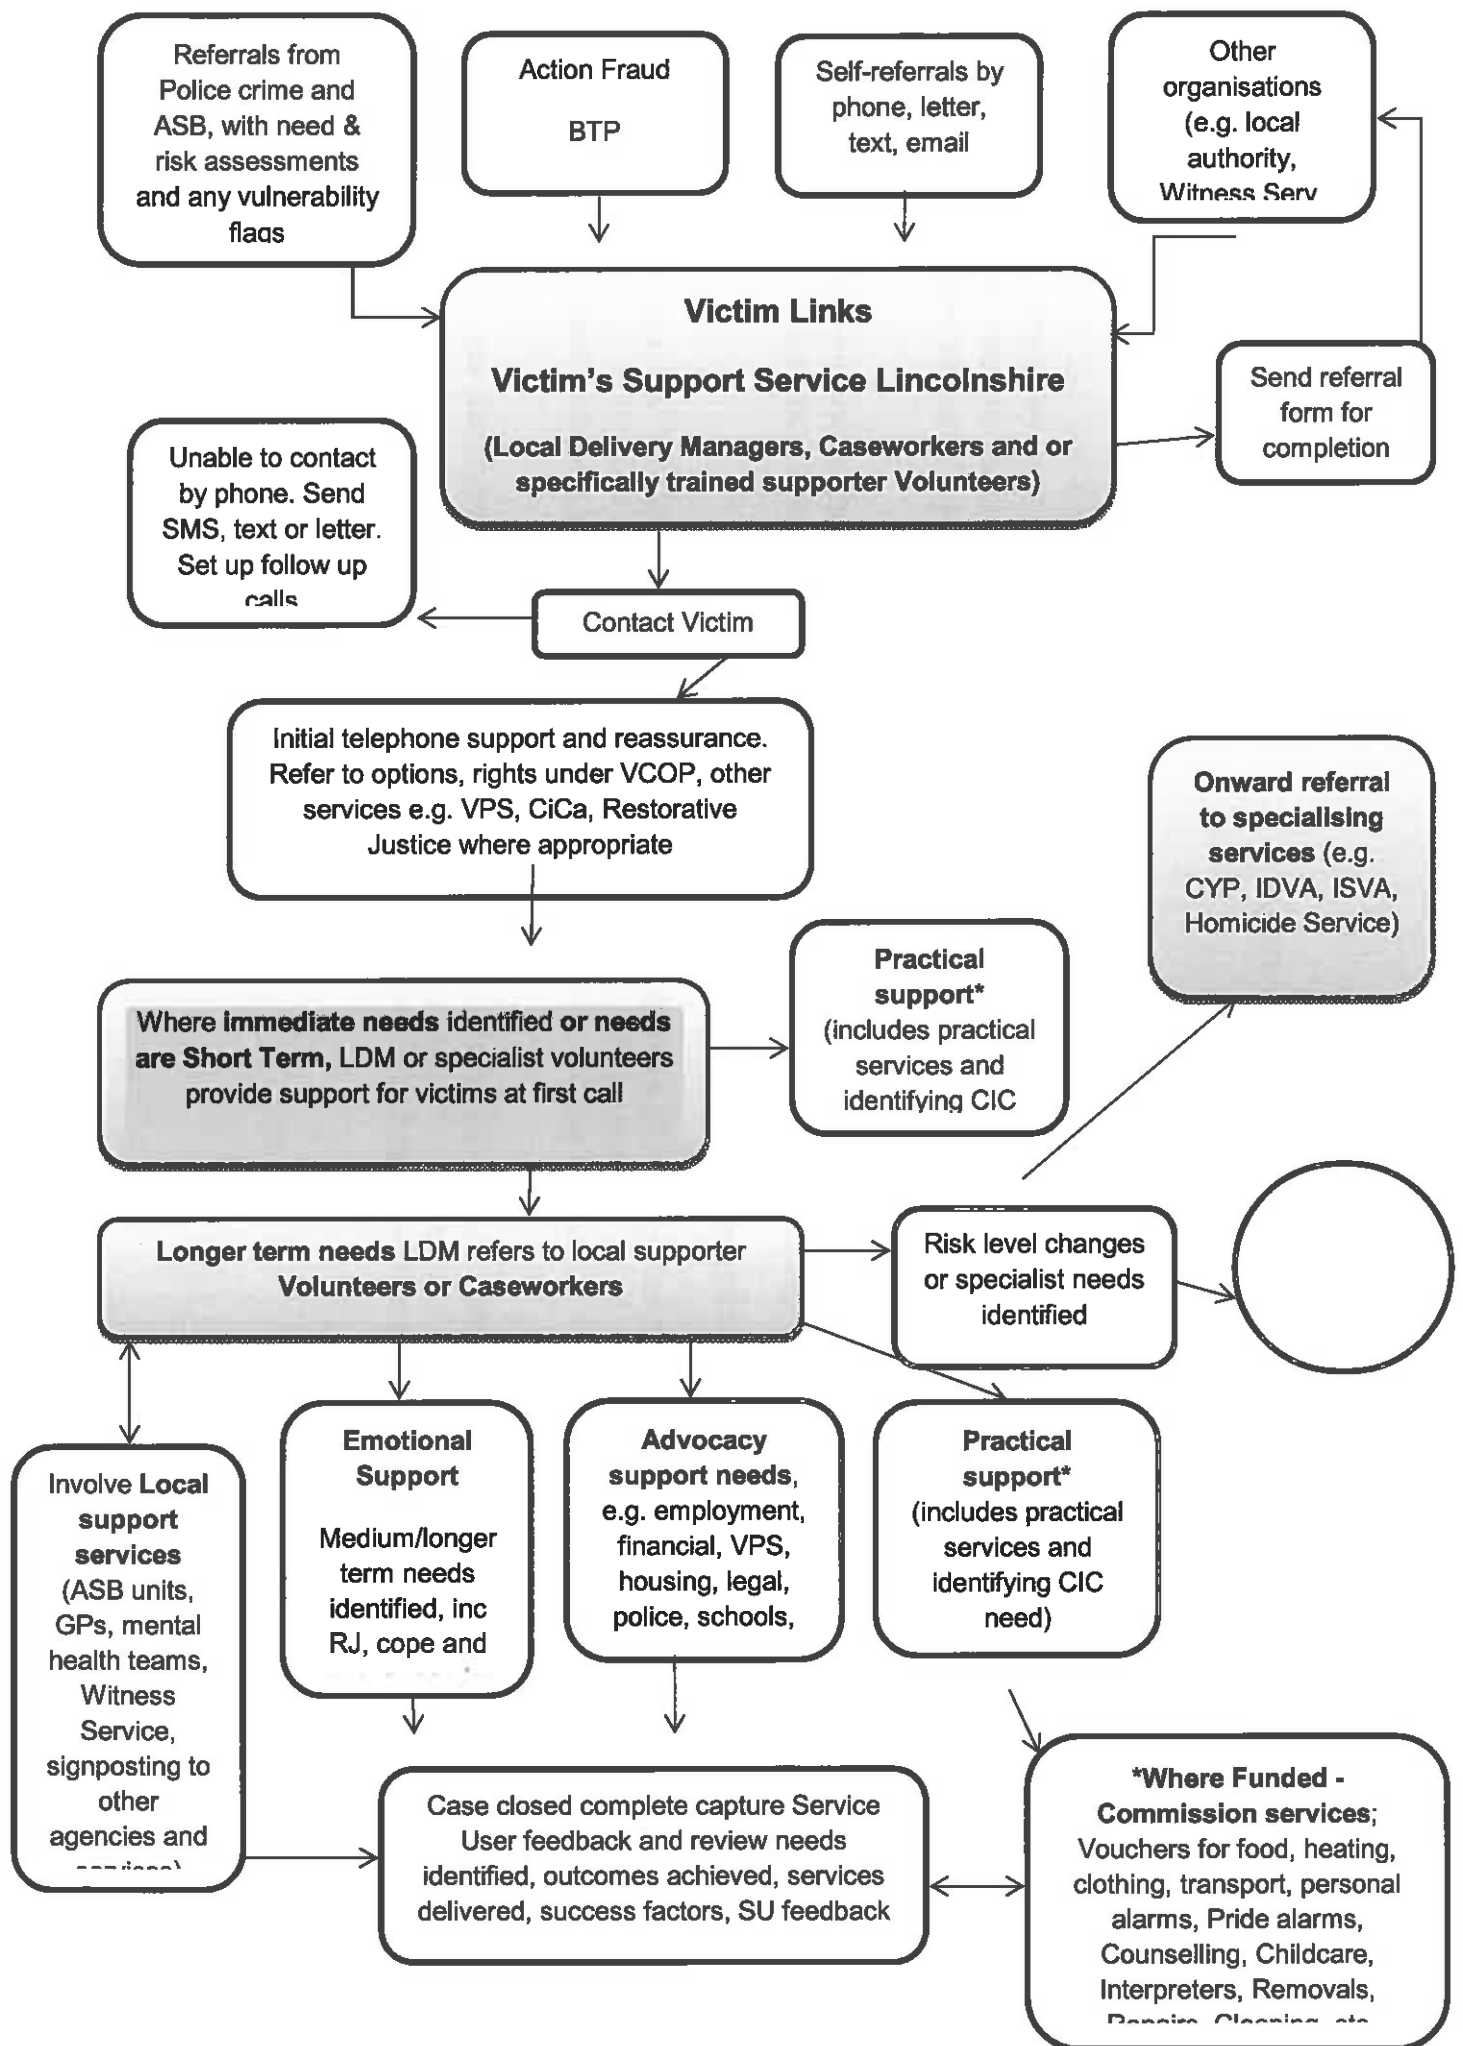 Referrals from
Police crime and
ASB, with need &
risk assessments
and any vulnerability
flags
Action Fraud
BTP
Self-referrals by
phone, letter,
text, email
Other
organisations
(e.g. local
authority,
Witness Serv
Victim Links
Victim's Support Service Lincolnshire
(Local Delivery Managers, Caseworkers and or
specifically trained supporter Volunteers)
Send referral
form for
completion
Unable to contact
by phone. Send
SMS, text or letter.
Set up follow up
calls
Contact Victim
Initial telephone support and reassurance.
Refer to options, rights under VCOP, other
services e.g. VPS, CiCa, Restorative
Justice where appropriate
Onward referral
to specialising
services (e.g.
CYP, IDVA, ISVA,
Homicide Service)
Practical
support*
(includes practical
services and
identifying CIC
Where immediate needs identified or needs
are Short Term, LDM or specialist volunteers
provide support for victims at first call
Longer term needs LDM refers to local supporter
Volunteers or Caseworkers
Risk level changes
or specialist needs
identified
Involve Local
support
services
(ASB units,
GPs, mental
health teams,
Witness
Service,
signposting to
other
agencies and
Emotional
Support
Medium/longer
term needs
identified, inc
RJ, cope and
Advocacy
support needs,
e.g. employment,
financial, VPS,
housing, legal,
police, schools,
Practical
support*
(includes practical
services and
identifying CIC
need)
Case closed complete capture Service
User feedback and review needs
identified, outcomes achieved, services
delivered, success factors, SU feedback
*Where Funded -
Commission services;
Vouchers for food, heating,
clothing, transport, personal
alarms, Pride alarms,
Counselling, Childcare,
Interpreters, Removals,